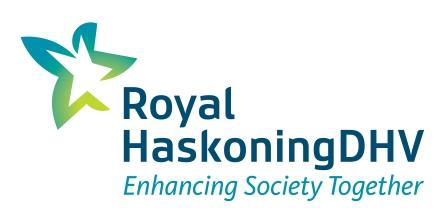 Royal
HaskoningDHV
Enhancing Society Together